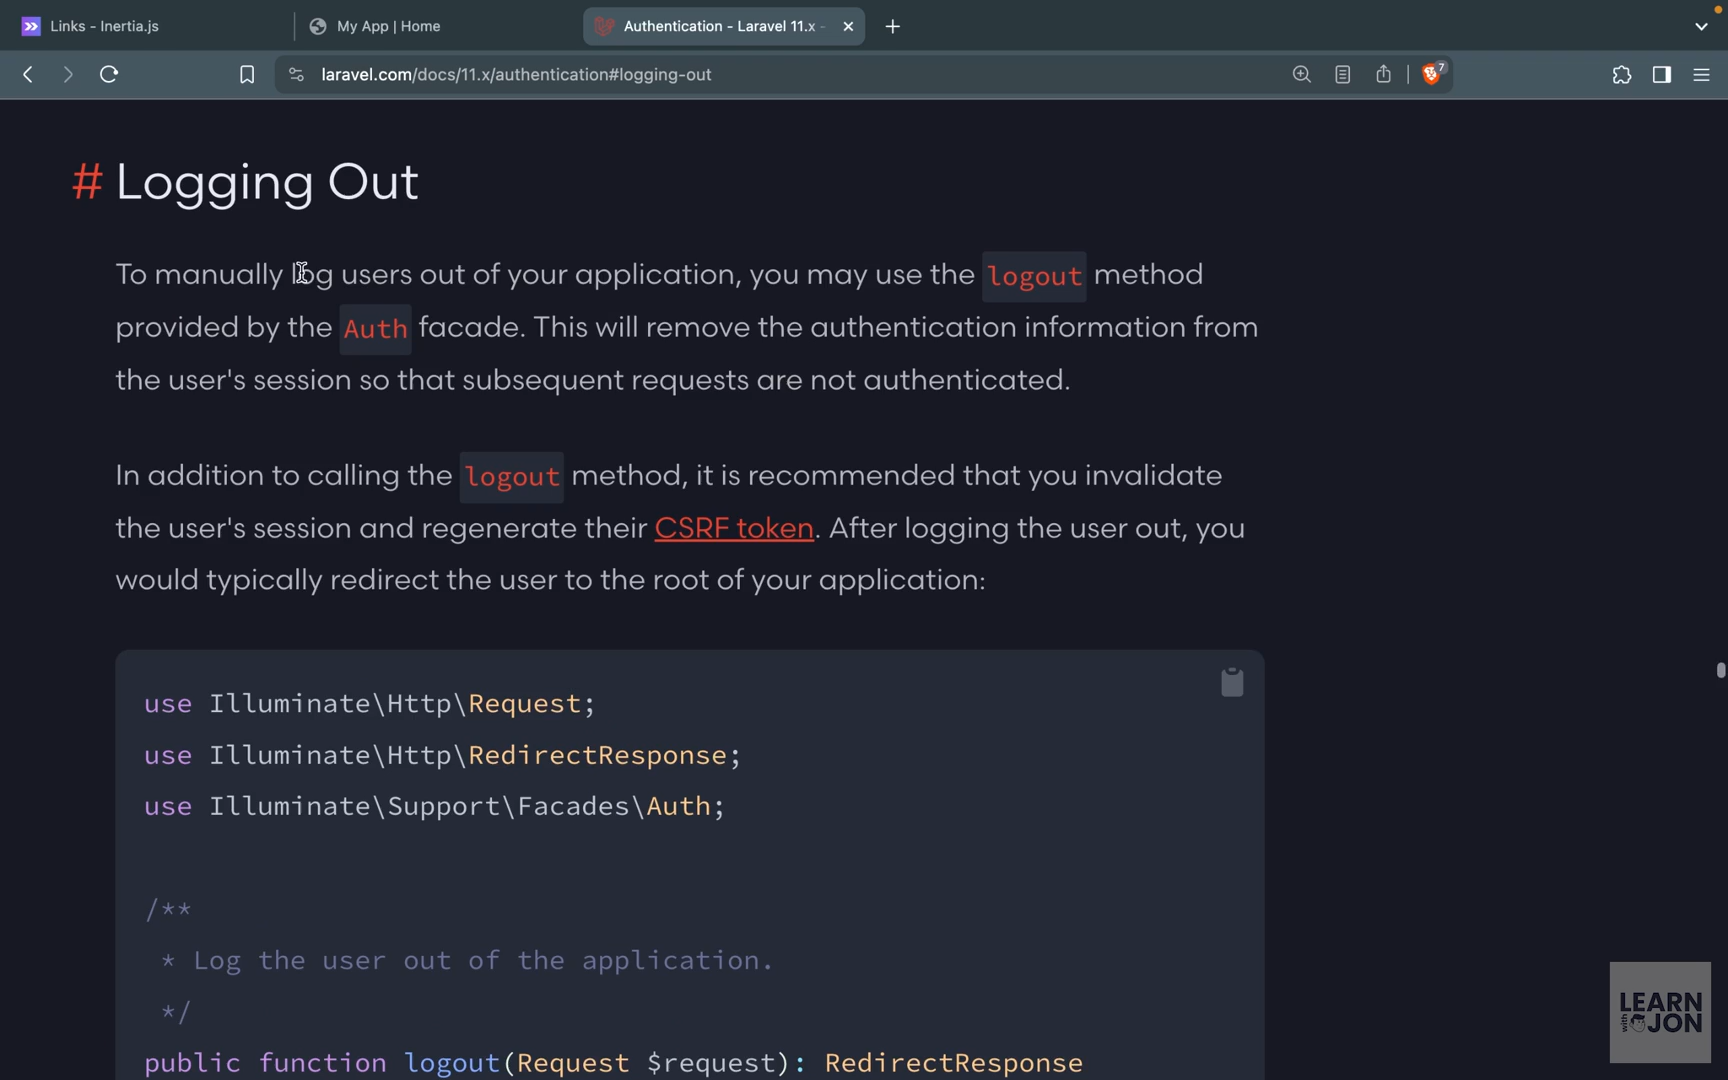 Links - Inertia.js
My App | Home
Authentication - Laravel 11.x -
laravel.com/docs/11.x/authentication#logging-out
7
# Logging Out
To manually log users out of your application, you may use the logout method
provided by the Auth facade. This will remove the authentication information from
the user's session so that subsequent requests are not authenticated.
In addition to calling the logout method, it is recommended that you invalidate
the user's session and regenerate their CSRF token. After logging the user out, you
would typically redirect the user to the root of your application:
use Illuminate\Http\Request;
use Illuminate\Http\RedirectResponse;
use Illuminate\Support\Facades\Auth;
/**
* Log the user out of the application.
*/
public function logout(Request $request): RedirectResponse
LEARN
with JON